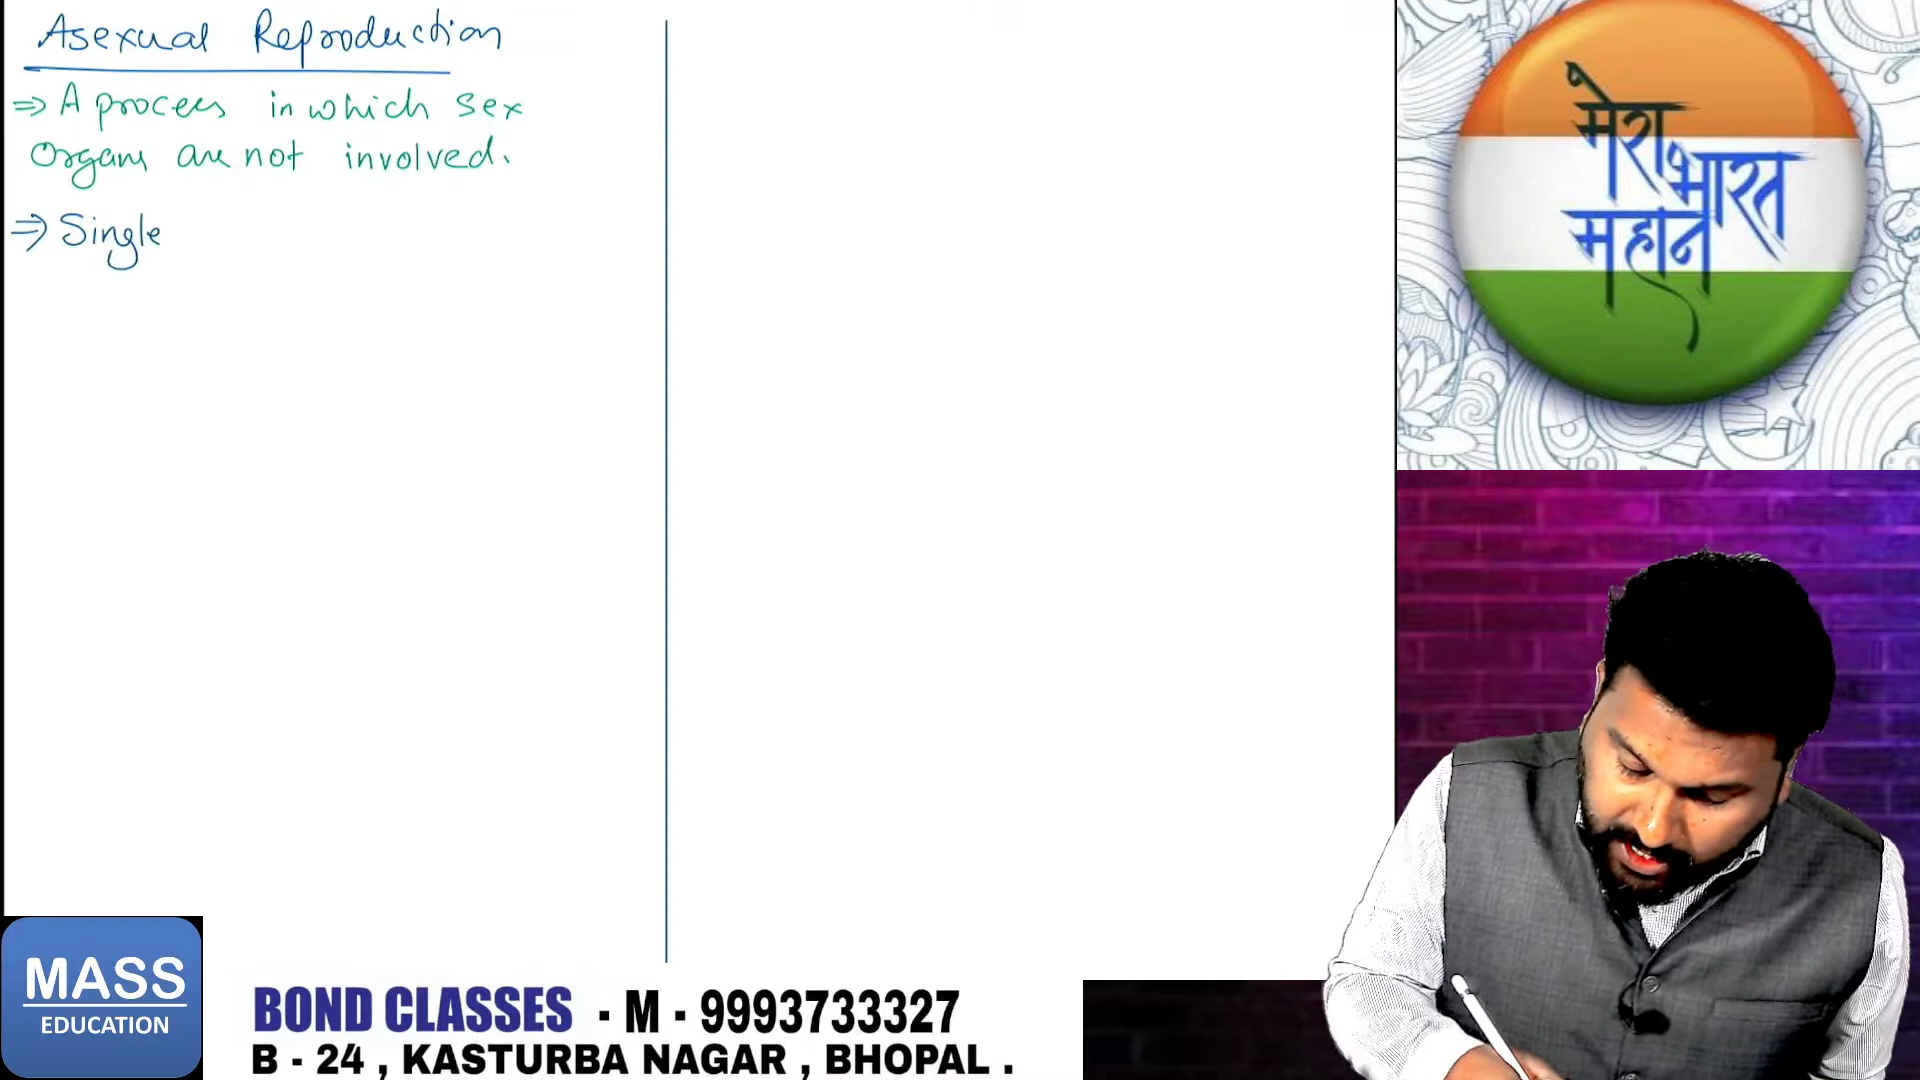 Asexual Reproduction
⇒ A process in which sex
Organs are not involved.
⇒ Single
मेरा
भारत
महान
MASS
EDUCATION
BOND CLASSES - M - 9993733327
B - 24 , KASTURBA NAGAR , BHOPAL .